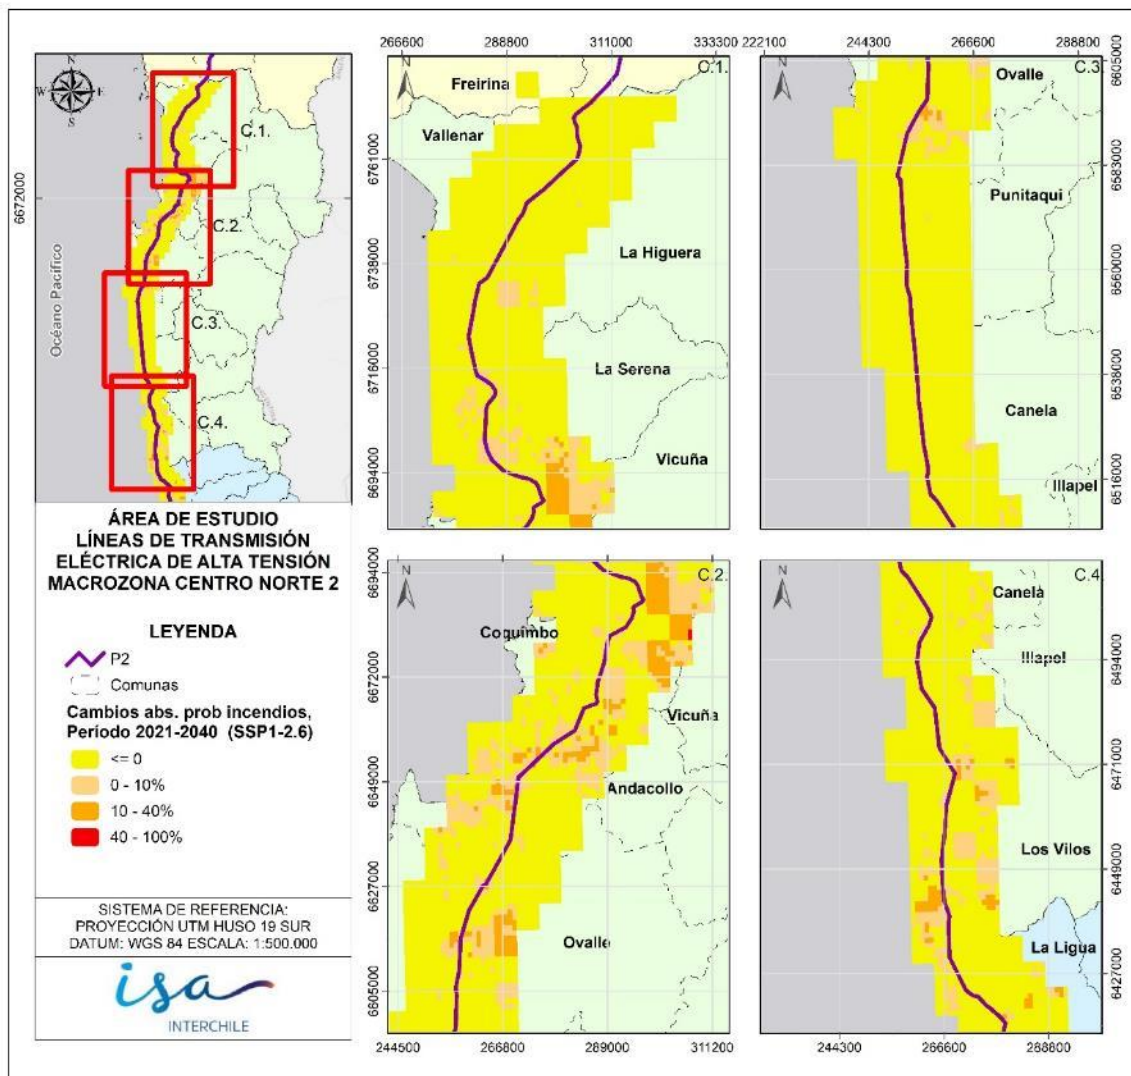 N
W E
S
C.1.
C.2.
C.3.
C.4.
6672000
Océano Pacífico
ÁREA DE ESTUDIO
LÍNEAS DE TRANSMISIÓN
ELÉCTRICA DE ALTA TENSIÓN
MACROZONA CENTRO NORTE 2
LEYENDA
P2
Comunas
Cambios abs. prob incendios,
Período 2021-2040 (SSP1-2.6)
<= 0
0 - 10%
10 - 40%
40 - 100%
SISTEMA DE REFERENCIA:
PROYECCIÓN UTM HUSO 19 SUR
DATUM: WGS 84 ESCALA: 1:500.000
isa
INTERCHILE
266600 288800 311000 333300
N
C.1.
Freirina
Vallenar
La Higuera
La Serena
Vicuña
6761000
6738000
6716000
6694000
222100 244300 266600 288800
N
C.3.
Ovalle
Punitaqui
Canela
Illapel
6605000
6583000
6560000
6538000
6516000
N
C.2.
Coquimbo
Vicuña
Andacollo
Ovalle
6694000
6672000
6649000
6627000
6605000
244500 266800 289000 311200
N
C.4.
Canela
Illapel
Los Vilos
La Ligua
6494000
6471000
6449000
6427000
244300 266600 288800